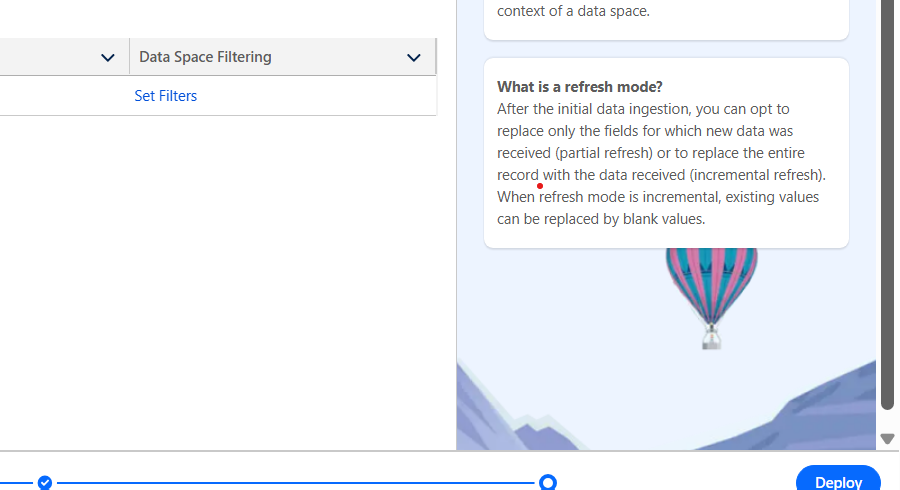 context of a data space.
Data Space Filtering
Set Filters
What is a refresh mode?
After the initial data ingestion, you can opt to
replace only the fields for which new data was
received (partial refresh) or to replace the entire
record with the data received (incremental refresh).
When refresh mode is incremental, existing values
can be replaced by blank values.
Deploy